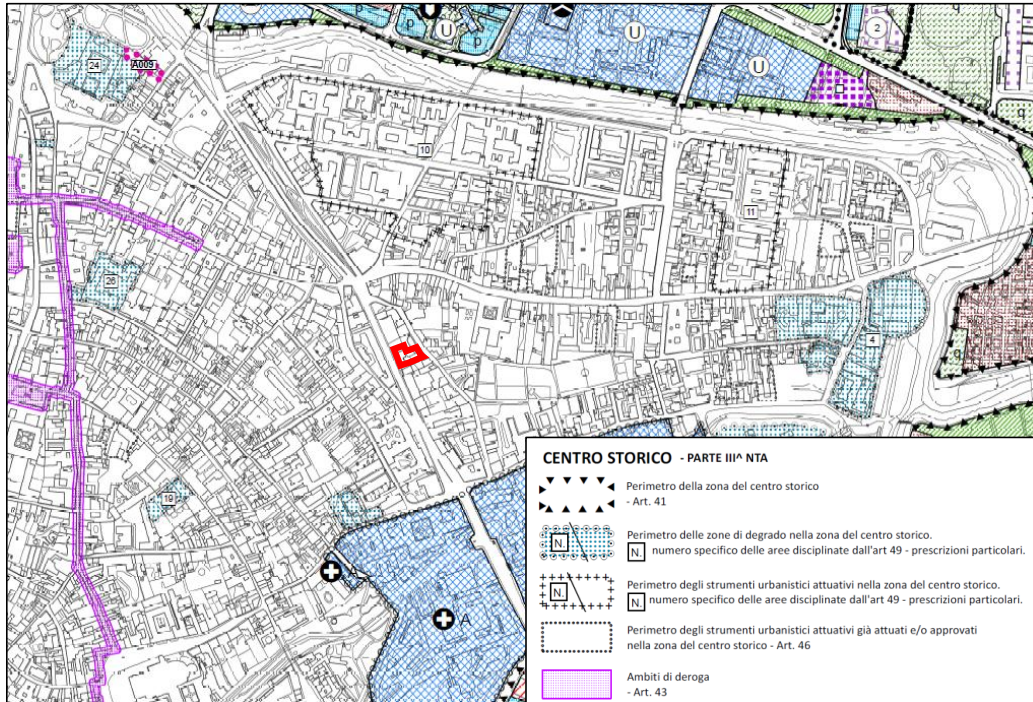 p
U
p
U
U
2
24
A009
10
11
26
4
g
19
A
A
CENTRO STORICO - PARTE III^ NTA
Perimetro della zona del centro storico
- Art. 41
Perimetro delle zone di degrado nella zona del centro storico.
N.
N. numero specifico delle aree disciplinate dall'art 49 - prescrizioni particolari.
Perimetro degli strumenti urbanistici attuativi nella zona del centro storico.
N.
N. numero specifico delle aree disciplinate dall'art 49 - prescrizioni particolari.
Perimetro degli strumenti urbanistici attuativi già attuati e/o approvati
nella zona del centro storico - Art. 46
Ambiti di deroga
- Art. 43